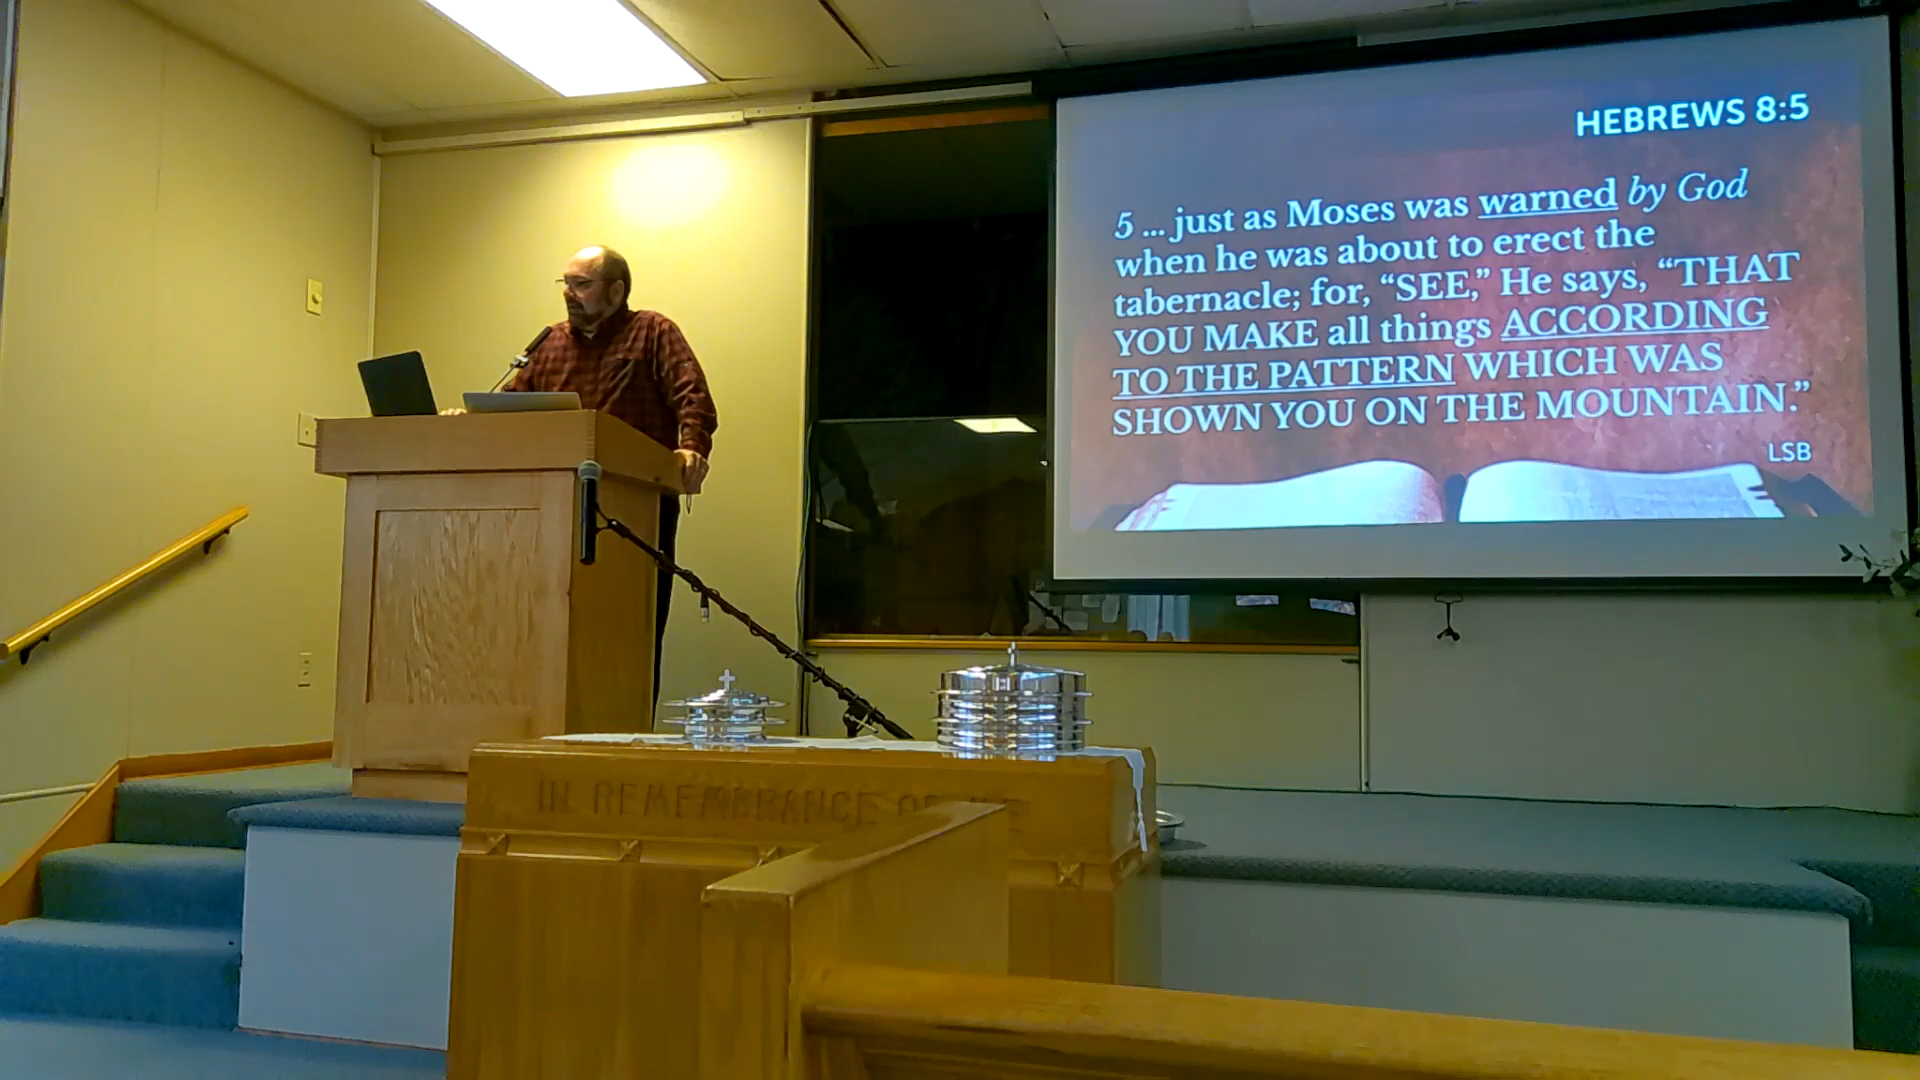 HEBREWS 8:5
5 ... just as Moses was warned by God
when he was about to erect the
tabernacle; for, “SEE,” He says, “THAT
YOU MAKE all things ACCORDING
TO THE PATTERN WHICH WAS
SHOWN YOU ON THE MOUNTAIN.”
LSB
IN REMEMBRANCE OF ME